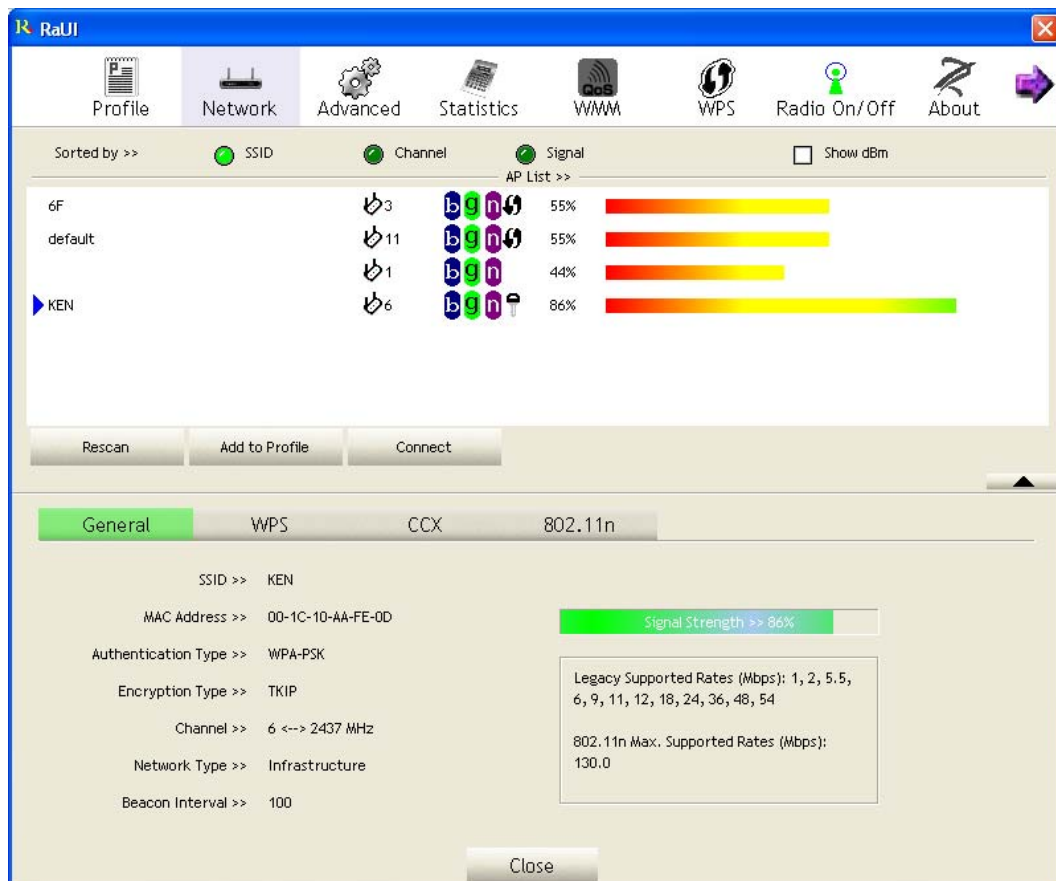 RaUI
Profile Network Advanced Statistics QoS WMM WPS Radio On/Off About
Sorted by >> SSID Channel Signal Show dBm
AP List >>
6F 3 b g n 55%
default 11 b g n 55%
1 b g n 44%
KEN 6 b g n 86%
Rescan Add to Profile Connect
General WPS CCX 802.11n
SSID >> KEN
MAC Address >> 00-1C-10-AA-FE-0D
Signal Strength >> 86%
Authentication Type >> WPA-PSK
Encryption Type >> TKIP
Channel >> 6 <--> 2437 MHz
Network Type >> Infrastructure
Beacon Interval >> 100
Legacy Supported Rates (Mbps): 1, 2, 5.5,
6, 9, 11, 12, 18, 24, 36, 48, 54
802.11n Max. Supported Rates (Mbps):
130.0
Close